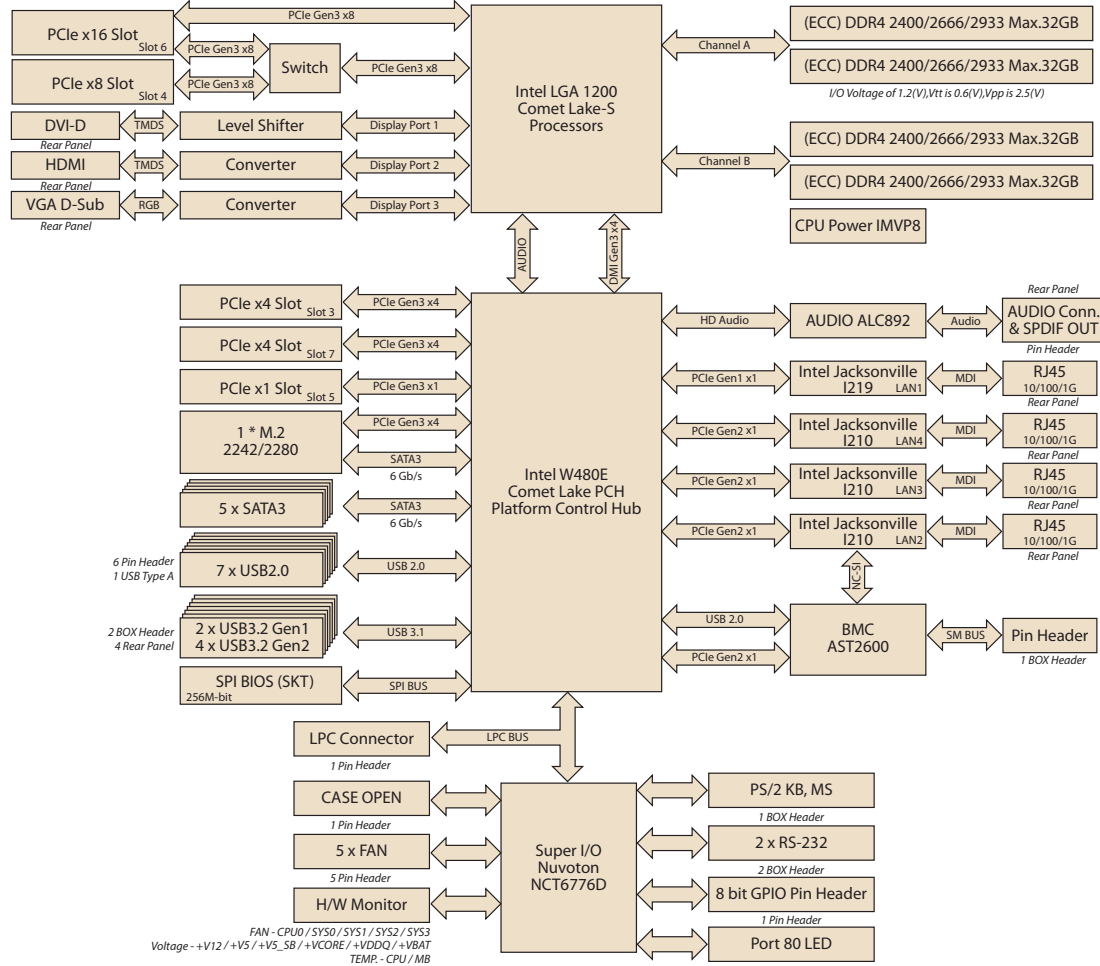 PCIe x16 Slot
Slot 6
PCIe Gen3 x8
PCIe Gen3 x8
PCIe x8 Slot
Slot 4
PCIe Gen3 x8
Switch
PCIe Gen3 x8
DVI-D
Rear Panel
TMDS
Level Shifter
Display Port 1
HDMI
Rear Panel
TMDS
Converter
Display Port 2
VGA D-Sub
Rear Panel
RGB
Converter
Display Port 3
Intel LGA 1200
Comet Lake-S
Processors
Channel A
(ECC) DDR4 2400/2666/2933 Max.32GB
(ECC) DDR4 2400/2666/2933 Max.32GB
I/O Voltage of 1.2(V),Vtt is 0.6(V),Vpp is 2.5(V)
Channel B
(ECC) DDR4 2400/2666/2933 Max.32GB
(ECC) DDR4 2400/2666/2933 Max.32GB
CPU Power IMVP8
AUDIO
DMI Gen3 x4
PCIe x4 Slot
Slot 3
PCIe Gen3 x4
PCIe x4 Slot
Slot 7
PCIe Gen3 x4
PCIe x1 Slot
Slot 5
PCIe Gen3 x1
1 * M.2
2242/2280
PCIe Gen3 x4
SATA3
6 Gb/s
5 x SATA3
SATA3
6 Gb/s
6 Pin Header
1 USB Type A
7 x USB2.0
USB 2.0
2 BOX Header
4 Rear Panel
2 x USB3.2 Gen1
4 x USB3.2 Gen2
USB 3.1
SPI BIOS (SKT)
256M-bit
SPI BUS
Intel W480E
Comet Lake PCH
Platform Control Hub
HD Audio
AUDIO ALC892
Audio
Rear Panel
AUDIO Conn.
& SPDIF OUT
Pin Header
PCIe Gen1 x1
Intel Jacksonville
I219
LAN1
MDI
RJ45
10/100/1G
Rear Panel
PCIe Gen2 x1
Intel Jacksonville
I210
LAN4
MDI
RJ45
10/100/1G
Rear Panel
PCIe Gen2 x1
Intel Jacksonville
I210
LAN3
MDI
RJ45
10/100/1G
Rear Panel
PCIe Gen2 x1
Intel Jacksonville
I210
LAN2
MDI
RJ45
10/100/1G
Rear Panel
NC-SI
USB 2.0
PCIe Gen2 x1
BMC
AST2600
SM BUS
Pin Header
1 BOX Header
LPC Connector
1 Pin Header
LPC BUS
CASE OPEN
1 Pin Header
5 x FAN
5 Pin Header
H/W Monitor
FAN - CPU0 / SYS0 / SYS1 / SYS2 / SYS3
Voltage - +V12 / +V5 / +V5_SB / +VCORE / +VDDQ / +VBAT
TEMP. - CPU / MB
Super I/O
Nuvoton
NCT6776D
PS/2 KB, MS
1 BOX Header
2 x RS-232
2 BOX Header
8 bit GPIO Pin Header
1 Pin Header
Port 80 LED